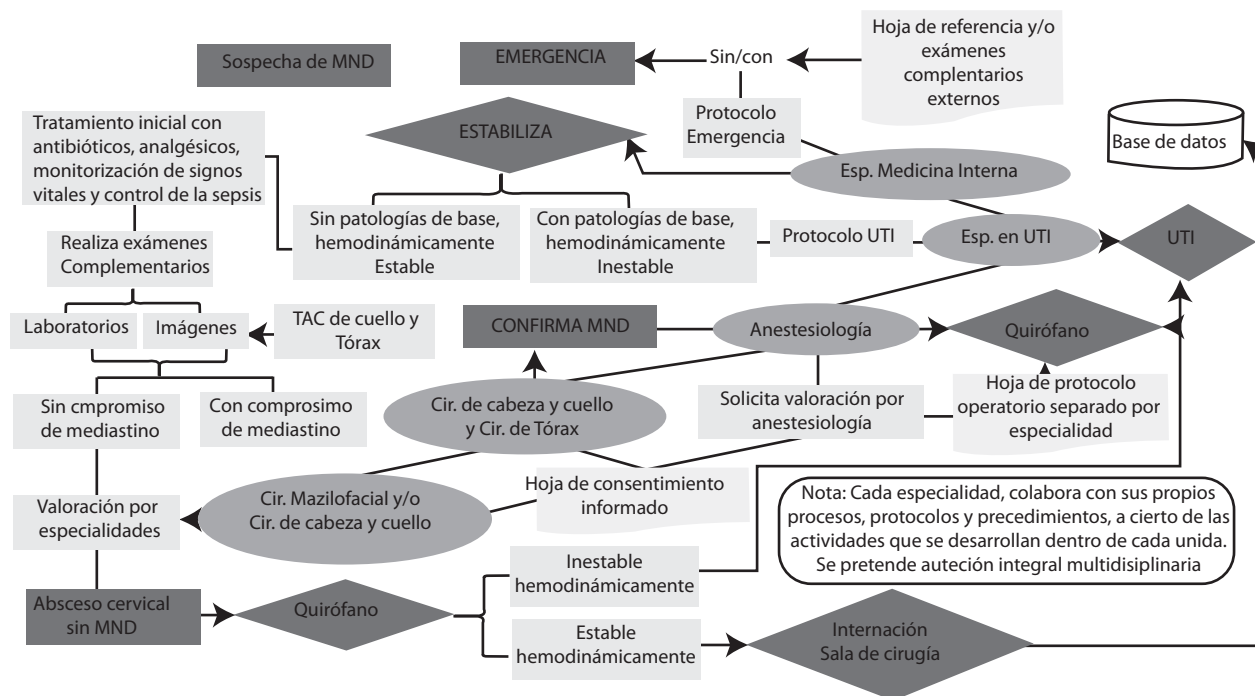 Sospecha de MND
EMERGENCIA
Sin/con
Hoja de referencia y/o
exámenes
complentarios
externos
Protocolo
Emergencia
ESTABILIZA
Tratamiento inicial con
antibióticos, analgésicos,
monitorización de signos
vitales y control de la sepsis
Base de datos
Esp. Medicina Interna
Sin patologías de base,
hemodinámicamente
Estable
Con patologías de base,
hemodinámicamente
Inestable
Protocolo UTI
Esp. en UTI
UTI
Realiza exámenes
Complementarios
Laboratorios
Imágenes
TAC de cuello y
Tórax
CONFIRMA MND
Anestesiología
Quirófano
Sin cmpromiso
de mediastino
Con comprosimo
de mediastino
Cir. de cabeza y cuello
y Cir. de Tórax
Solicita valoración por
anestesiología
Hoja de protocolo
operatorio separado por
especialidad
Valoración por
especialidades
Cir. Mazilofacial y/o
Cir. de cabeza y cuello
Hoja de consentimiento
informado
Nota: Cada especialidad, colabora con sus propios
procesos, protocolos y precedimientos, a cierto de las
actividades que se desarrollan dentro de cada unida.
Se pretende auteción integral multidisiplinaria
Absceso cervical
sin MND
Quirófano
Inestable
hemodinámicamente
Estable
hemodinámicamente
Internación
Sala de cirugía